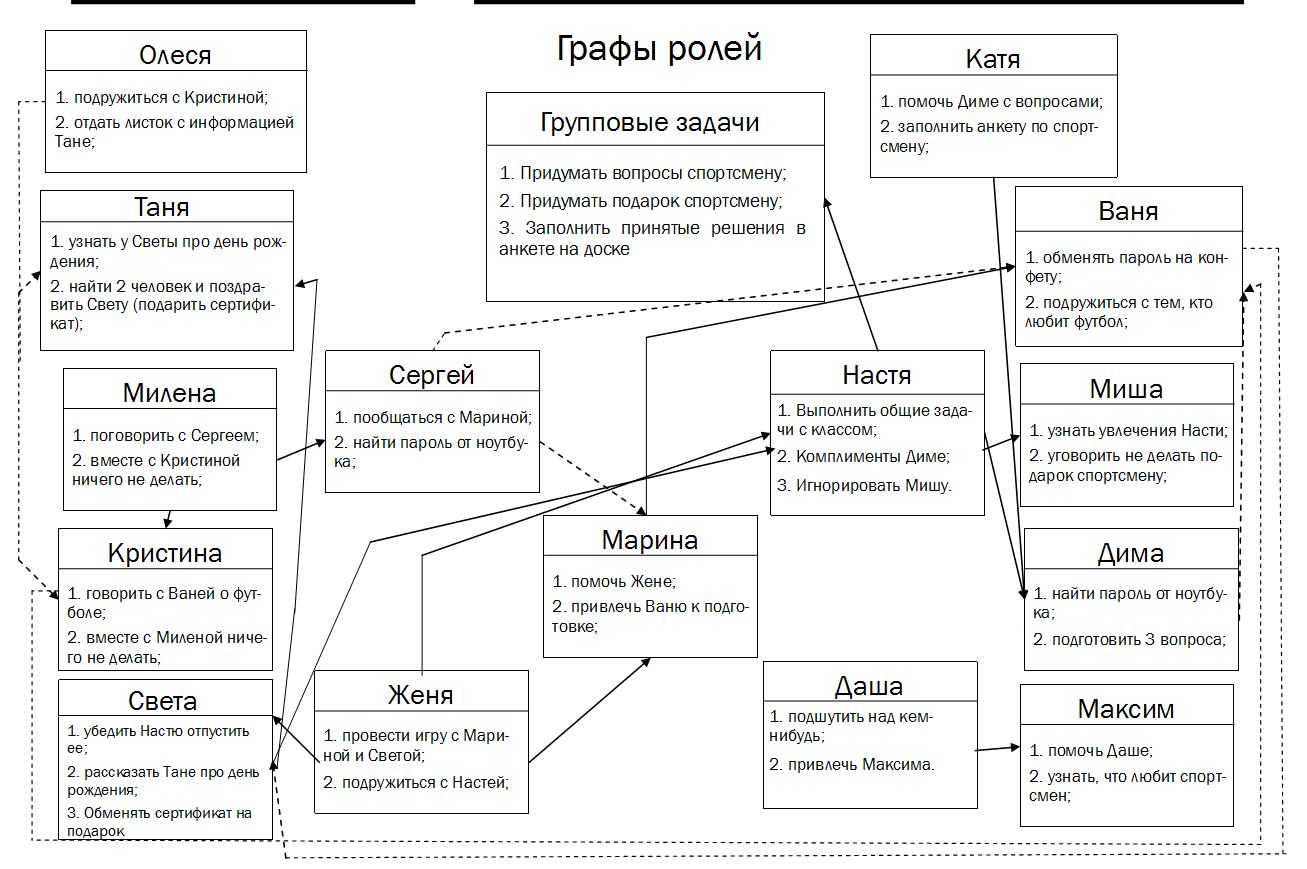 Графы ролей
Олеся
1. подружиться с Кристиной;
2. отдать листок с информацией
Тане;
Групповые задачи
1. Придумать вопросы спортсмену;
2. Придумать подарок спортсмену;
3. Заполнить принятые решения в
анкете на доске
Катя
1. помочь Диме с вопросами;
2. заполнить анкету по спорт-
смену;
Таня
1. узнать у Светы про день рож-
дения;
2. найти 2 человек и поздра-
вить Свету (подарить сертифи-
кат);
Ваня
1. обменять пароль на кон-
фету;
2. подружиться с тем, кто
любит футбол;
Милена
1. поговорить с Сергеем;
2. вместе с Кристиной
ничего не делать;
Сергей
1. пообщаться с Мариной;
2. найти пароль от ноутбу-
ка;
Настя
1. Выполнить общие зада-
чи с классом;
2. Комплименты Диме;
3. Игнорировать Мишу.
Миша
1. узнать увлечения Насти;
2. уговорить не делать по-
дарок спортсмену;
Кристина
1. говорить с Ваней о фут-
боле;
2. вместе с Миленой ниче-
го не делать;
Марина
1. помочь Жене;
2. привлечь Ваню к подго-
товке;
Дима
1. найти пароль от ноутбу-
ка;
2. подготовить 3 вопроса;
Света
1. убедить Настю отпустить
ее;
2. рассказать Тане про день
рождения;
3. Обменять сертификат на
подарок
Женя
1. провести игру с Мари-
ной и Светой;
2. подружиться с Настей;
Даша
1. подшутить над кем-
нибудь;
2. привлечь Максима.
Максим
1. помочь Даше;
2. узнать, что любит спорт-
смен;